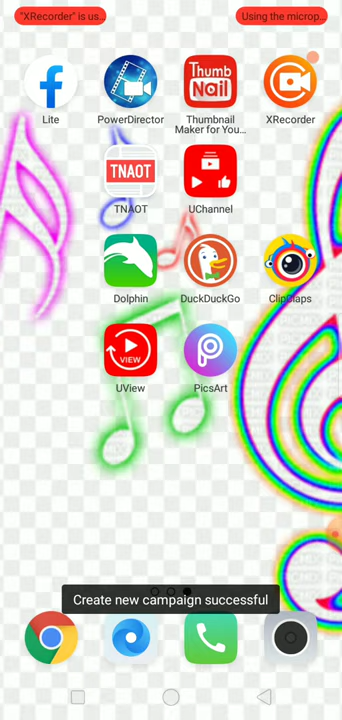 "XRecorder" is us...
Using the microp...
Thumb
Nail
Lite
PowerDirector
Thumbnail
Maker for You...
XRecorder
TNAOT
TNAOT
UChannel
Dolphin
DuckDuckGo
ClipClaps
VIEW
UView
PicsArt
Create new campaign successful